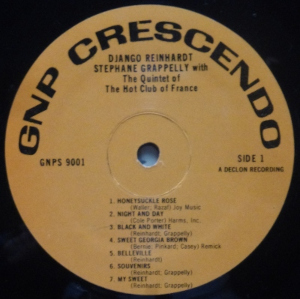 GNP CRESCENDO
DJANGO REINHARDT
STEPHANE GRAPPELLY with
The Quintet of
The Hot Club of France
GNPS 9001
SIDE 1
A DECLON RECORDING
1. HONEYSUCKLE ROSE
(Waller, Razaf) Joy Music
2. NIGHT AND DAY
(Cole Porter) Harms, Inc.
3. BLACK AND WHITE
(Reinhardt, Grappelly)
4. SWEET GEORGIA BROWN
(Bernie, Pinkard, Casey) Remick
5. BELLEVILLE
(Reinhardt)
6. SOUVENIRS
(Reinhardt, Grappelly)
7. MY SWEET
(Reinhardt, Grappelly)